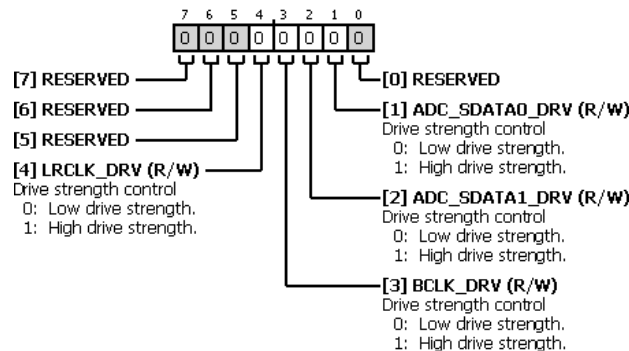 7 6 5 4 3 2 1 0
0 0 0 0 0 0 0 0
[7] RESERVED
[6] RESERVED
[5] RESERVED
[4] LRCLK_DRV (R/W)
Drive strength control
0: Low drive strength.
1: High drive strength.
[0] RESERVED
[1] ADC_SDATA0_DRV (R/W)
Drive strength control
0: Low drive strength.
1: High drive strength.
[2] ADC_SDATA1_DRV (R/W)
Drive strength control
0: Low drive strength.
1: High drive strength.
[3] BCLK_DRV (R/W)
Drive strength control
0: Low drive strength.
1: High drive strength.